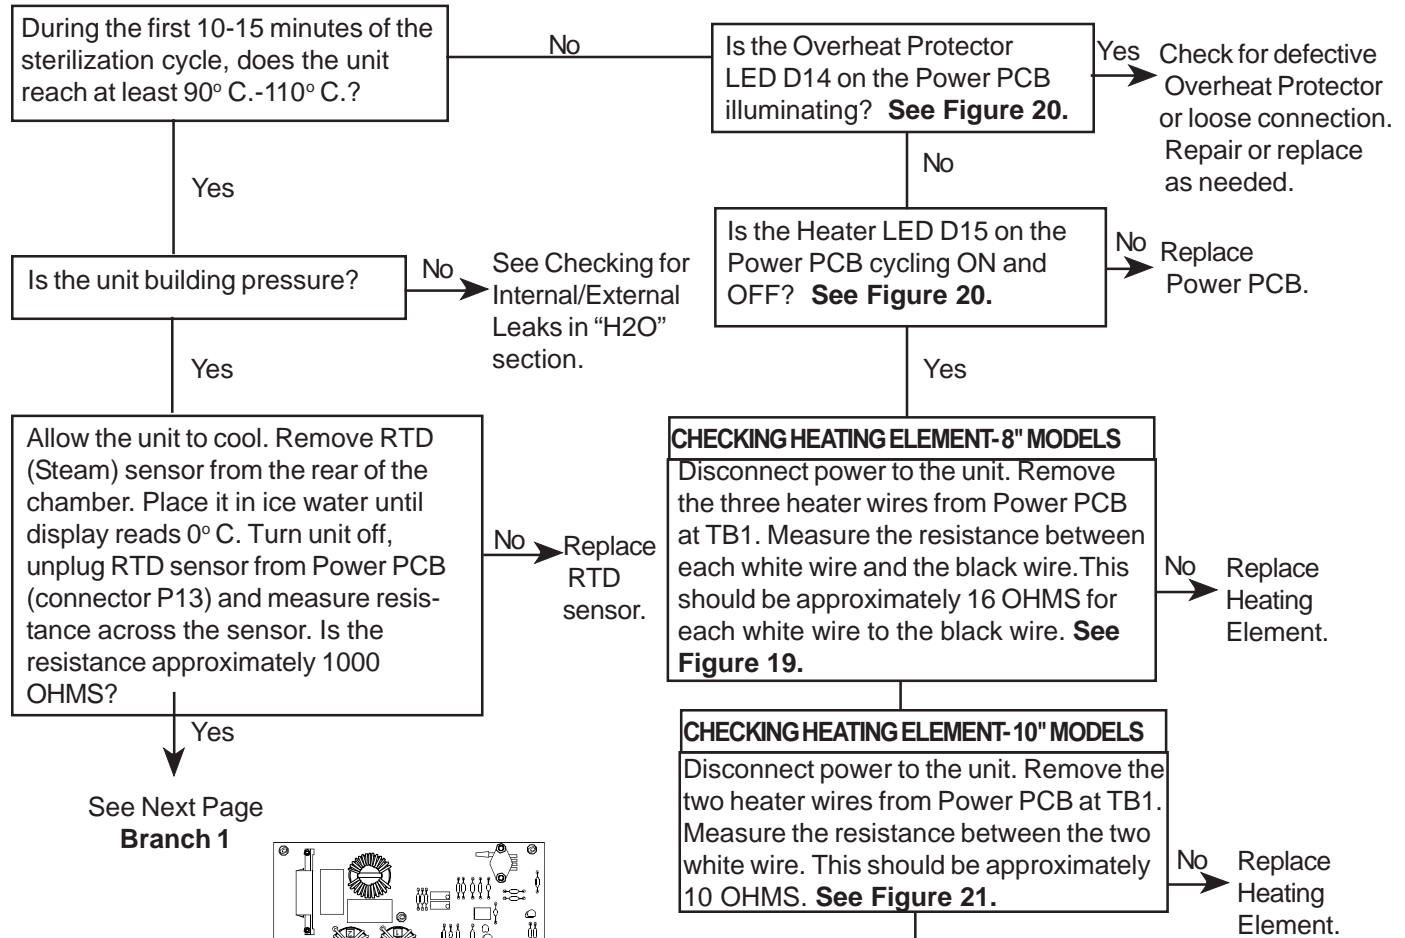 During the first 10-15 minutes of the
sterilization cycle, does the unit
reach at least 90° C.-110° C.?
No
Is the Overheat Protector
LED D14 on the Power PCB
illuminating? See Figure 20.
Yes
Check for defective
Overheat Protector
or loose connection.
Repair or replace
as needed.
Yes
No
Is the unit building pressure?
No
See Checking for
Internal/External
Leaks in “H2O”
section.
Is the Heater LED D15 on the
Power PCB cycling ON and
OFF? See Figure 20.
No
Replace
Power PCB.
Yes
Yes
Allow the unit to cool. Remove RTD
(Steam) sensor from the rear of the
chamber. Place it in ice water until
display reads 0° C. Turn unit off,
unplug RTD sensor from Power PCB
(connector P13) and measure resis-
tance across the sensor. Is the
resistance approximately 1000
OHMS?
No
Replace
RTD
sensor.
Yes
See Next Page
Branch 1
CHECKING HEATING ELEMENT- 8" MODELS
Disconnect power to the unit. Remove
the three heater wires from Power PCB
at TB1. Measure the resistance between
each white wire and the black wire.This
should be approximately 16 OHMS for
each white wire to the black wire. See
Figure 19.
No
Replace
Heating
Element.
CHECKING HEATING ELEMENT- 10" MODELS
Disconnect power to the unit. Remove the
two heater wires from Power PCB at TB1.
Measure the resistance between the two
white wire. This should be approximately
10 OHMS. See Figure 21.
No
Replace
Heating
Element.